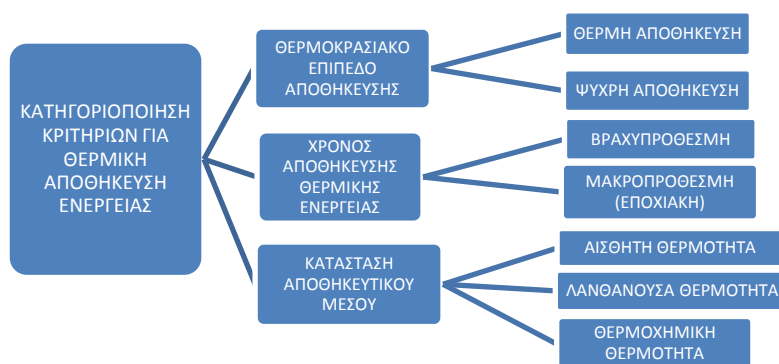 ΚΑΤΗΓΟΡΙΟΠΟΙΗΣΗ
ΚΡΙΤΗΡΙΩΝ ΓΙΑ
ΘΕΡΜΙΚΗ
ΑΠΟΘΗΚΕΥΣΗ
ΕΝΕΡΓΕΙΑΣ
ΘΕΡΜΟΚΡΑΣΙΑΚΟ
ΕΠΙΠΕΔΟ
ΑΠΟΘΗΚΕΥΣΗΣ
ΘΕΡΜΗ ΑΠΟΘΗΚΕΥΣΗ
ΨΥΧΡΗ ΑΠΟΘΗΚΕΥΣΗ
ΧΡΟΝΟΣ
ΑΠΟΘΗΚΕΥΣΗΣ
ΘΕΡΜΙΚΗΣ
ΕΝΕΡΓΕΙΑΣ
ΒΡΑΧΥΠΡΟΘΕΣΜΗ
ΜΑΚΡΟΠΡΟΘΕΣΜΗ
(ΕΠΟΧΙΑΚΗ)
ΚΑΤΑΣΤΑΣΗ
ΑΠΟΘΗΚΕΥΤΙΚΟΥ
ΜΕΣΟΥ
ΑΙΣΘΗΤΗ ΘΕΡΜΟΤΗΤΑ
ΛΑΝΘΑΝΟΥΣΑ ΘΕΡΜΟΤΗΤΑ
ΘΕΡΜΟΧΗΜΙΚΗ
ΘΕΡΜΟΤΗΤΑ